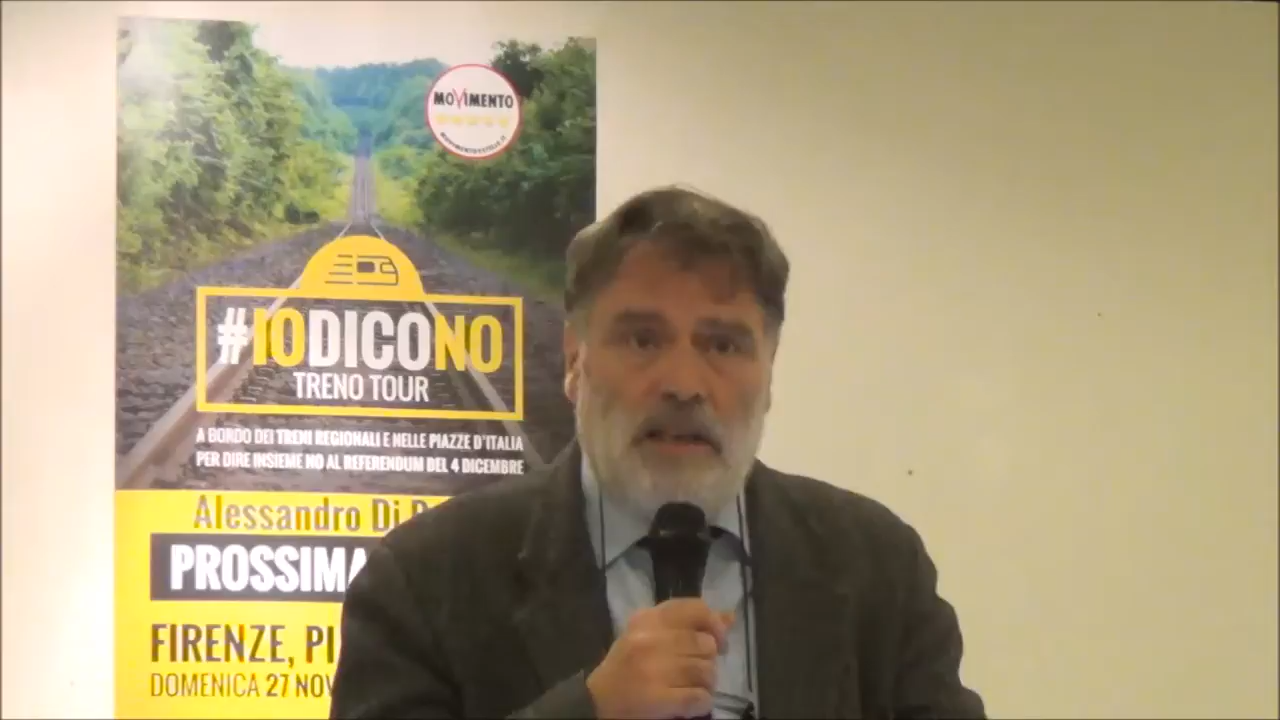 MOVIMENTO
#IODICONO
TRENO TOUR
A BORDO DEI TRENI REGIONALI E NELLE PIAZZE D'ITALIA
PER DIRE INSIEME NO AL REFERENDUM DEL 4 DICEMBRE
Alessandro Di
PROSSIMA
FIRENZE, PI
DOMENICA 27 NOV